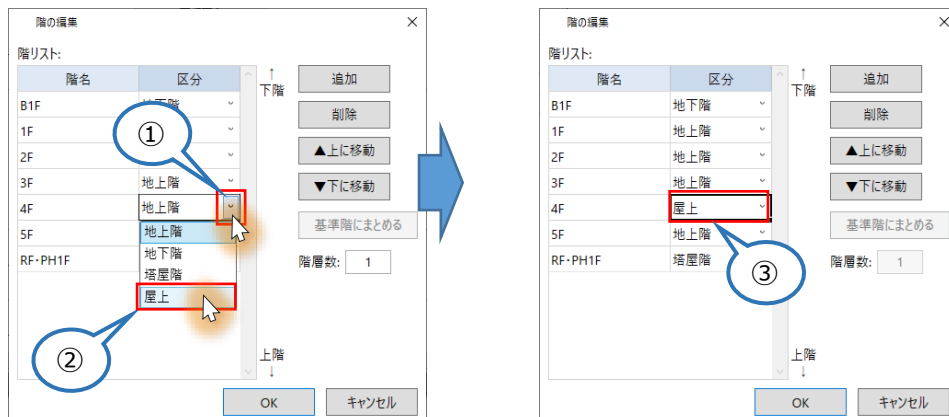 階の編集
階リスト:
階名 区分
↑
下階
B1F
1F
2F
3F 地上階
4F 地上階
5F
RF・PH1F
地上階
地下階
塔屋階
屋上
①
②
追加
削除
▲上に移動
▼下に移動
基準階にまとめる
階層数: 1
上階
↓
OK キャンセル
階の編集
階リスト:
階名 区分
↑
下階
B1F 地下階
1F 地上階
2F 地上階
3F 地上階
4F 屋上
5F 地上階
RF・PH1F 塔屋階
③
追加
削除
▲上に移動
▼下に移動
基準階にまとめる
階層数: 1
上階
↓
OK キャンセル